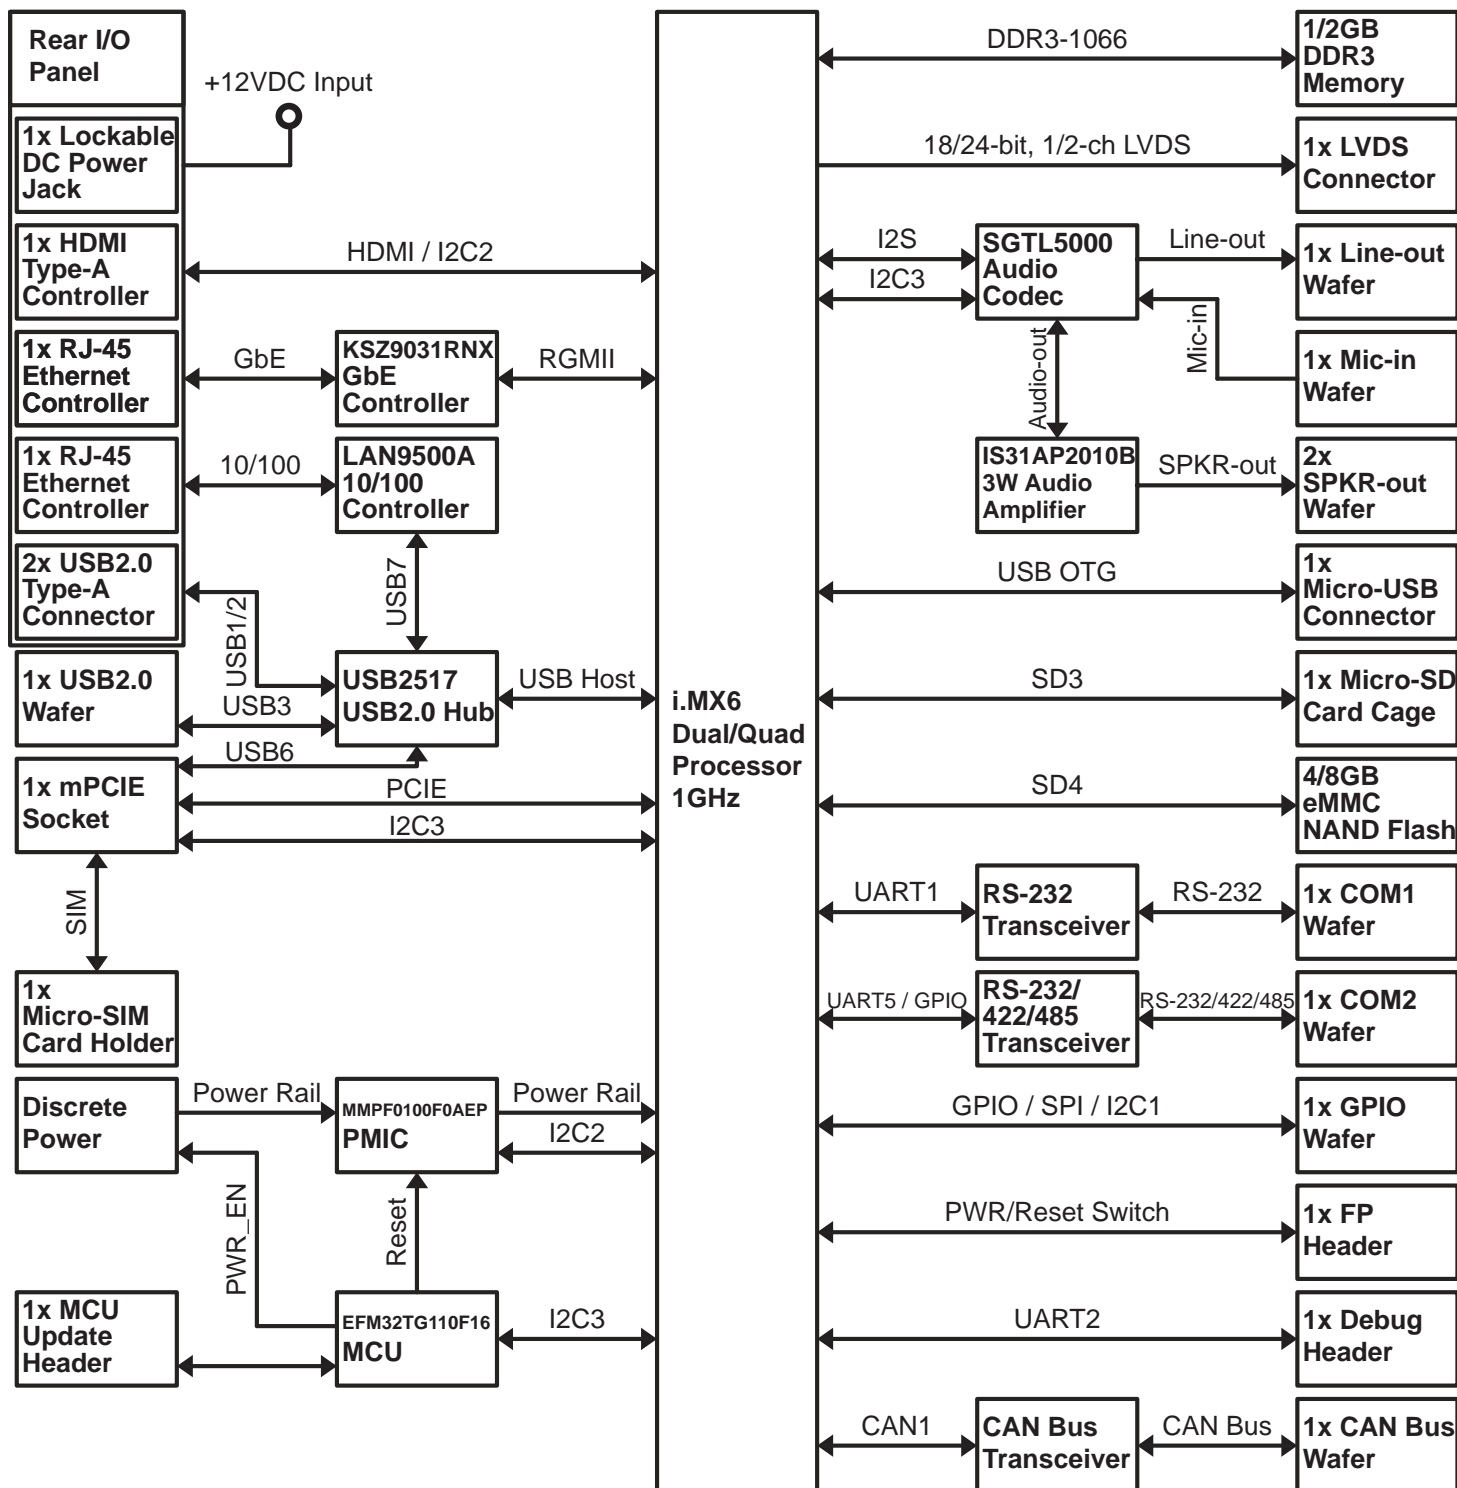 Rear I/O
Panel
+12VDC Input
1x Lockable
DC Power
Jack
1x HDMI
Type-A
Controller
HDMI / I2C2
1x RJ-45
Ethernet
Controller
GbE
KSZ9031RNX
GbE
Controller
RGMII
1x RJ-45
Ethernet
Controller
10/100
LAN9500A
10/100
Controller
2x USB2.0
Type-A
Connector
USB1/2
USB7
1x USB2.0
Wafer
USB3
USB2517
USB2.0 Hub
USB Host
USB6
1x mPCIE
Socket
PCIE
I2C3
SIM
1x
Micro-SIM
Card Holder
Discrete
Power
Power Rail
MMPF0100F0AEP
PMIC
Power Rail
I2C2
PWR_EN
Reset
1x MCU
Update
Header
EFM32TG110F16
MCU
I2C3
i.MX6
Dual/Quad
Processor
1GHz
DDR3-1066
1/2GB
DDR3
Memory
18/24-bit, 1/2-ch LVDS
1x LVDS
Connector
I2S
I2C3
SGTL5000
Audio
Codec
Line-out
1x Line-out
Wafer
Mic-in
1x Mic-in
Wafer
Audio-out
IS31AP2010B
3W Audio
Amplifier
SPKR-out
2x
SPKR-out
Wafer
USB OTG
1x
Micro-USB
Connector
SD3
1x Micro-SD
Card Cage
SD4
4/8GB
eMMC
NAND Flash
UART1
RS-232
Transceiver
RS-232
1x COM1
Wafer
UART5 / GPIO
RS-232/
422/485
Transceiver
RS-232/422/485
1x COM2
Wafer
GPIO / SPI / I2C1
1x GPIO
Wafer
PWR/Reset Switch
1x FP
Header
UART2
1x Debug
Header
CAN1
CAN Bus
Transceiver
CAN Bus
1x CAN Bus
Wafer